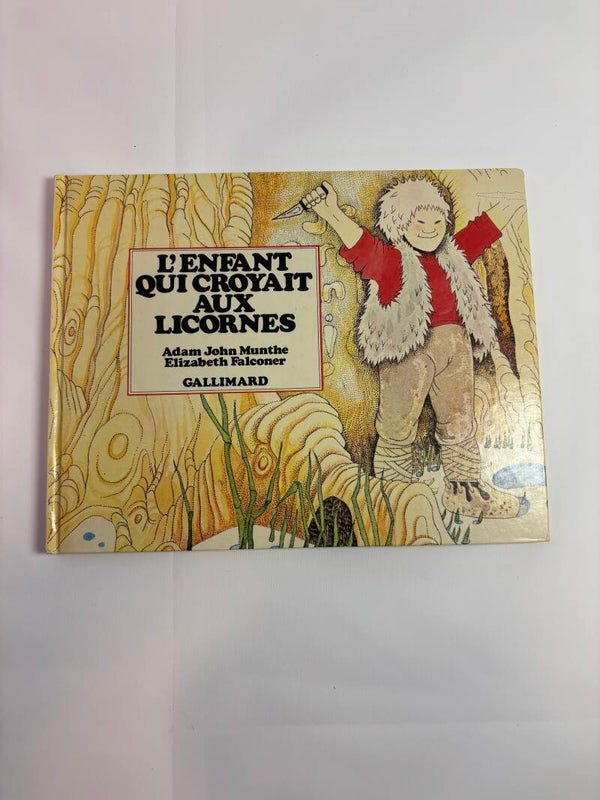 L'ENFANT
QUI CROYAIT
AUX
LICORNES
Adam John Munthe
Elizabeth Falconer
GALLIMARD